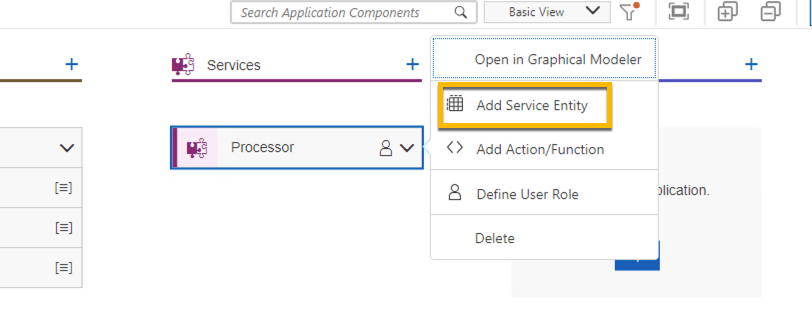 Search Application Components
Basic View
Services
Open in Graphical Modeler
Add Service Entity
Processor
Add Action/Function
Define User Role
plication.
Delete